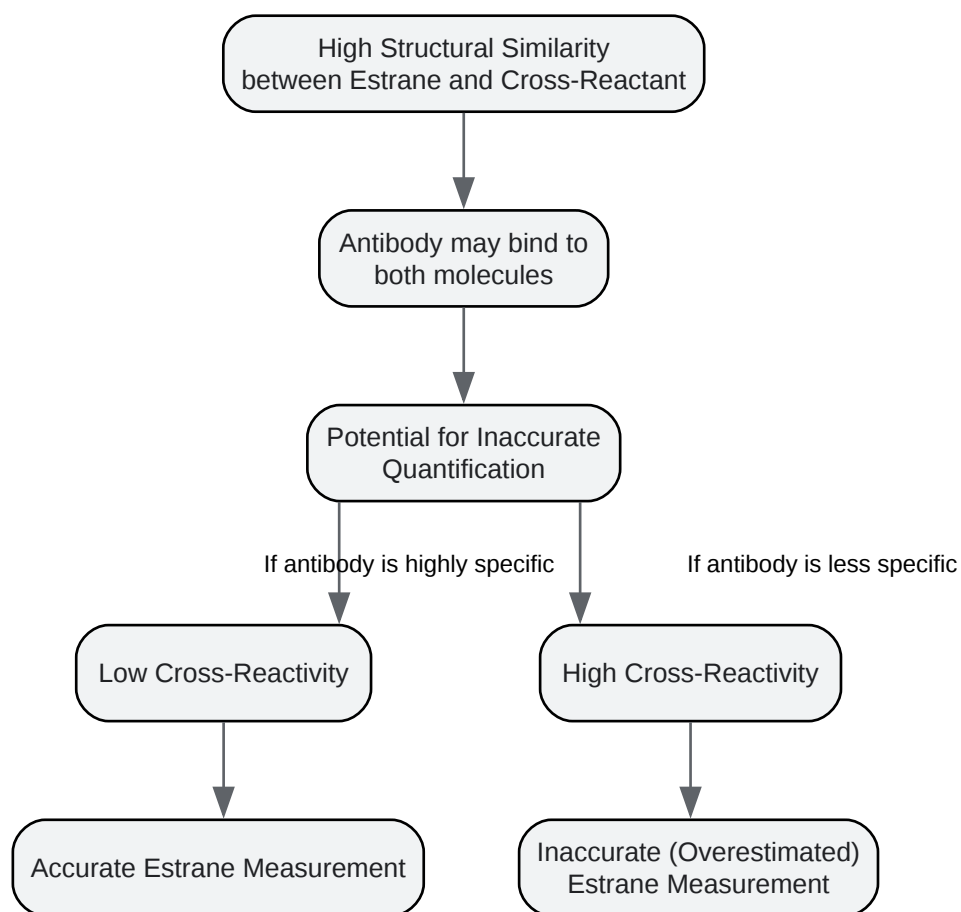 High Structural Similarity
between Estrane and Cross-Reactant
Antibody may bind to
both molecules
Potential for Inaccurate
Quantification
If antibody is highly specific
If antibody is less specific
Low Cross-Reactivity
High Cross-Reactivity
Accurate Estrane Measurement
Inaccurate (Overestimated)
Estrane Measurement